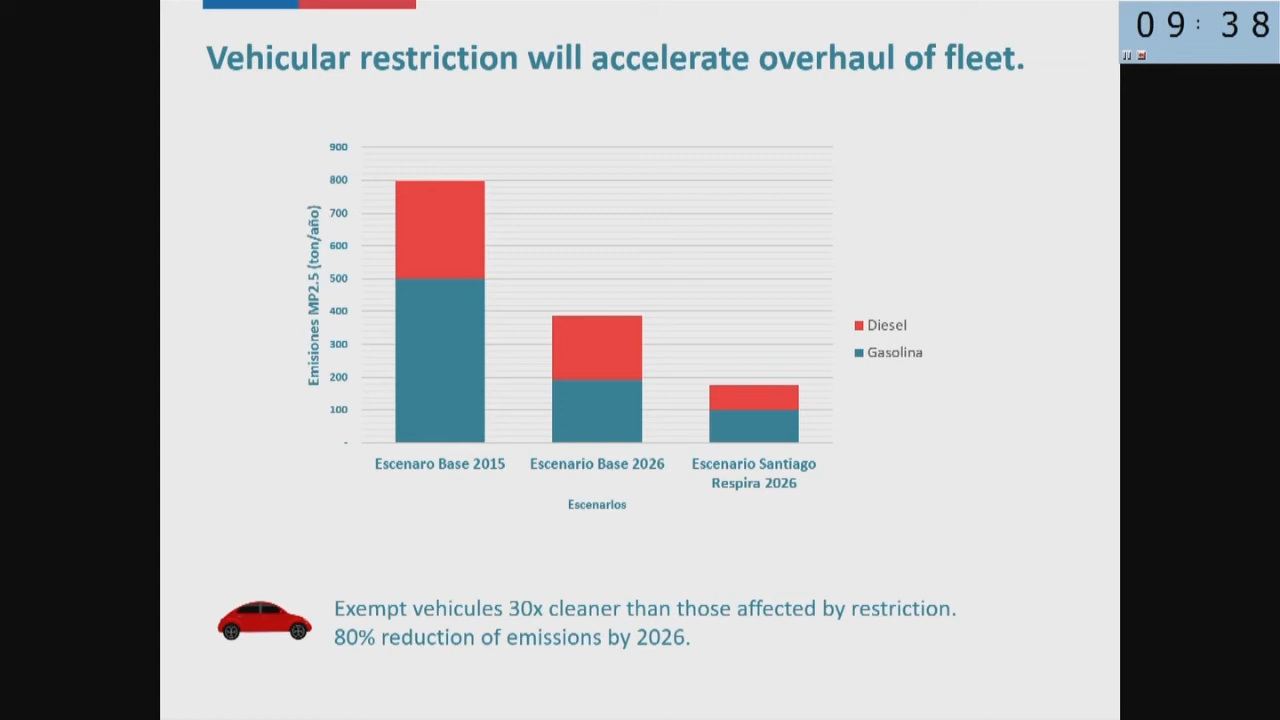 09:38
Vehicular restriction will accelerate overhaul of fleet.
900
800
700
600
500
400
300
200
100
-
Emisiones MP2.5 (ton/año)
Escenaro Base 2015
Escenario Base 2026
Escenario Santiago
Respira 2026
Escenarios
Diesel
Gasolina
Exempt vehicules 30x cleaner than those affected by restriction.
80% reduction of emissions by 2026.